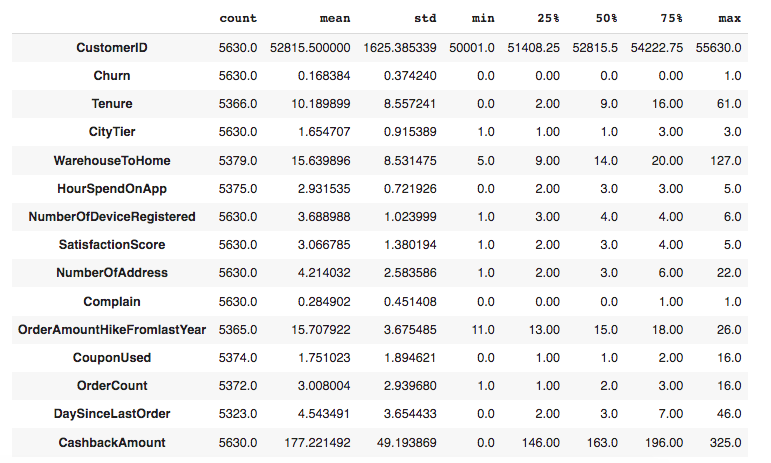 count mean std min 25% 50% 75% max
CustomerID 5630.0 52815.500000 1625.385339 50001.0 51408.25 52815.5 54222.75 55630.0
Churn 5630.0 0.168384 0.374240 0.0 0.00 0.0 0.00 1.0
Tenure 5366.0 10.189899 8.557241 0.0 2.00 9.0 16.00 61.0
CityTier 5630.0 1.654707 0.915389 1.0 1.00 1.0 3.00 3.0
WarehouseToHome 5379.0 15.639896 8.531475 5.0 9.00 14.0 20.00 127.0
HourSpendOnApp 5375.0 2.931535 0.721926 0.0 2.00 3.0 3.00 5.0
NumberOfDeviceRegistered 5630.0 3.688988 1.023999 1.0 3.00 4.0 4.00 6.0
SatisfactionScore 5630.0 3.066785 1.380194 1.0 2.00 3.0 4.00 5.0
NumberOfAddress 5630.0 4.214032 2.583586 1.0 2.00 3.0 6.00 22.0
Complain 5630.0 0.284902 0.451408 0.0 0.00 0.0 1.00 1.0
OrderAmountHikeFromlastYear 5365.0 15.707922 3.675485 11.0 13.00 15.0 18.00 26.0
CouponUsed 5374.0 1.751023 1.894621 0.0 1.00 1.0 2.00 16.0
OrderCount 5372.0 3.008004 2.939680 1.0 1.00 2.0 3.00 16.0
DaySinceLastOrder 5323.0 4.543491 3.654433 0.0 2.00 3.0 7.00 46.0
CashbackAmount 5630.0 177.221492 49.193869 0.0 146.00 163.0 196.00 325.0